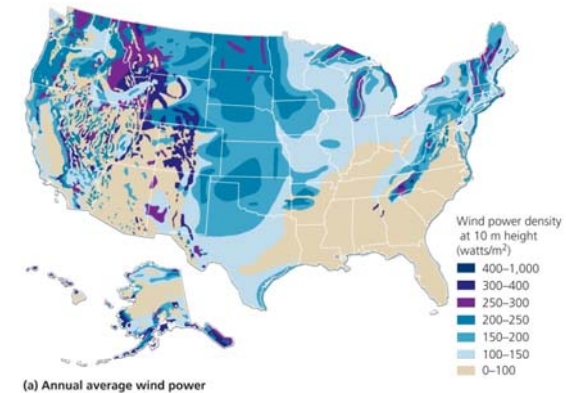 Wind power density
at 10 m height
(watts/m²)
400–1,000
300–400
250–300
200–250
150–200
100–150
0–100
(a) Annual average wind power